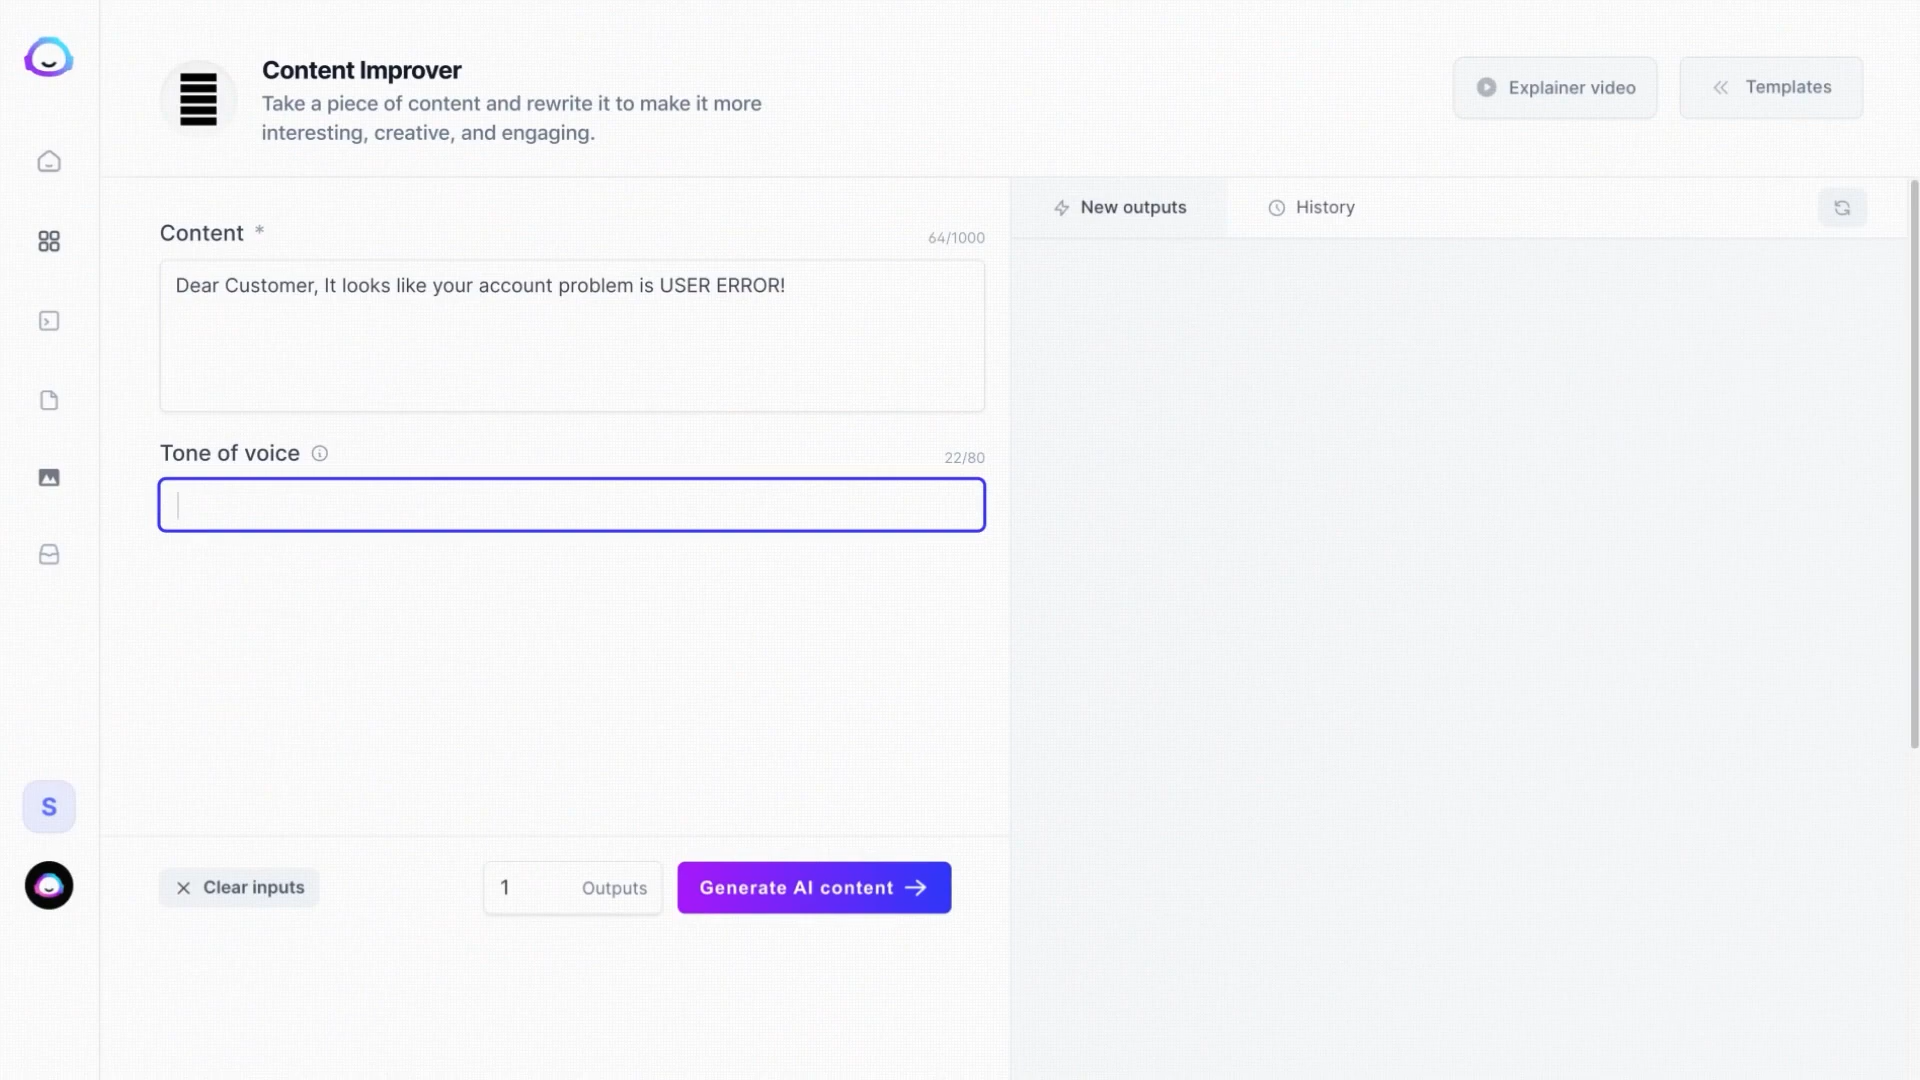 Content Improver
Take a piece of content and rewrite it to make it more
interesting, creative, and engaging.
Explainer video
Templates
Content *
64/1000
Dear Customer, It looks like your account problem is USER ERROR!
Tone of voice
22/80
New outputs
History
S
Clear inputs
1 Outputs
Generate AI content